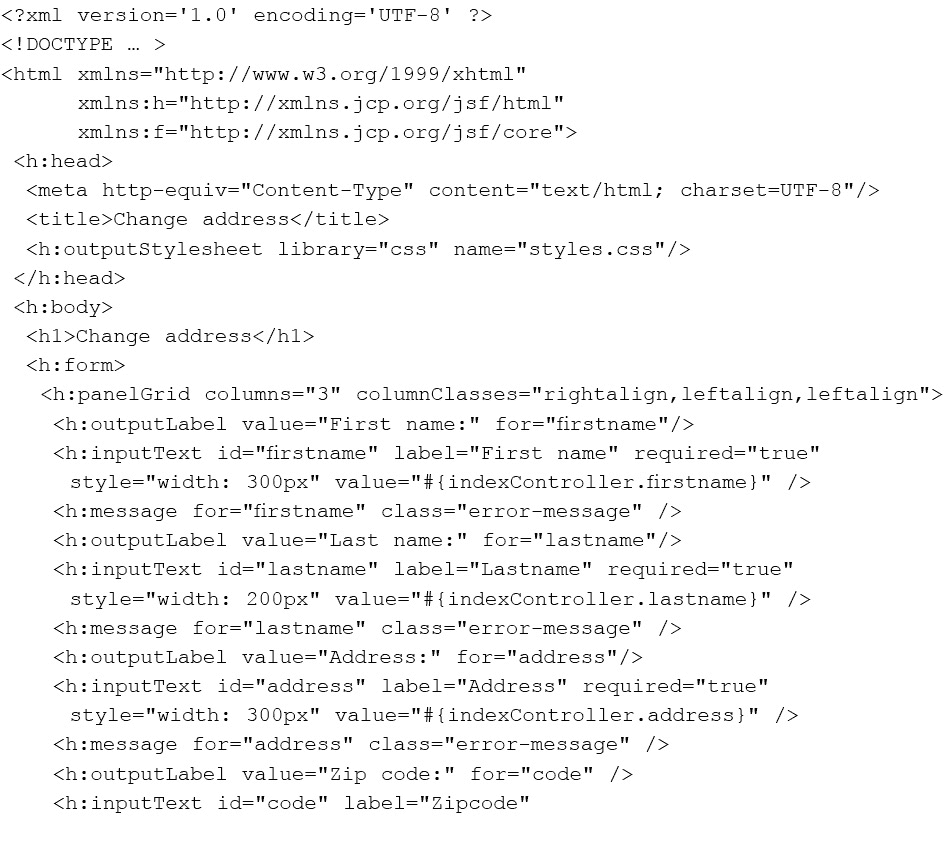 <?xml version='1.0' encoding='UTF-8' ?>
<!DOCTYPE … >
<html xmlns="http://www.w3.org/1999/xhtml"
xmlns:h="http://xmlns.jcp.org/jsf/html"
xmlns:f="http://xmlns.jcp.org/jsf/core">
<h:head>
<meta http-equiv="Content-Type" content="text/html; charset=UTF-8"/>
<title>Change address</title>
<h:outputStylesheet library="css" name="styles.css"/>
</h:head>
<h:body>
<h1>Change address</h1>
<h:form>
<h:panelGrid columns="3" columnClasses="rightalign,leftalign,leftalign">
<h:outputLabel value="First name:" for="firstname"/>
<h:inputText id="firstname" label="First name" required="true"
style="width: 300px" value="#{indexController.firstname}" />
<h:message for="firstname" class="error-message" />
<h:outputLabel value="Last name:" for="lastname"/>
<h:inputText id="lastname" label="Lastname" required="true"
style="width: 200px" value="#{indexController.lastname}" />
<h:message for="lastname" class="error-message" />
<h:outputLabel value="Address:" for="address"/>
<h:inputText id="address" label="Address" required="true"
style="width: 300px" value="#{indexController.address}" />
<h:message for="address" class="error-message" />
<h:outputLabel value="Zip code:" for="code" />
<h:inputText id="code" label="Zipcode"